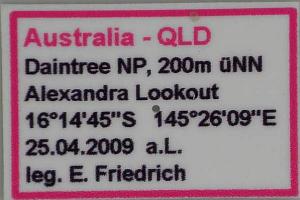 Australia - QLD
Daintree NP, 200m üNN
Alexandra Lookout
16°14'45"S 145°26'09"E
25.04.2009 a.L.
leg. E. Friedrich